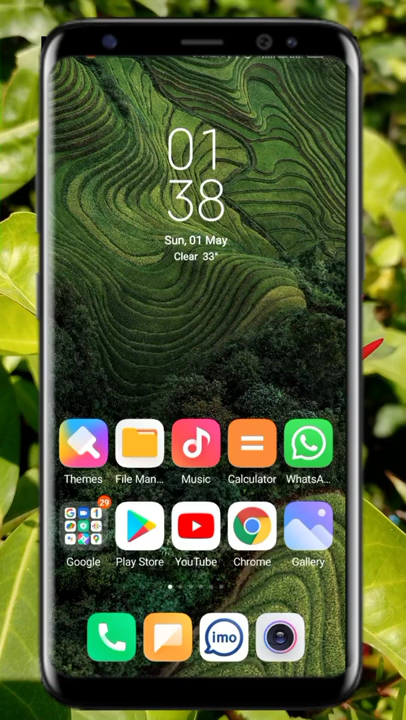 01
38
Sun, 01 May
Clear 33°
Themes
File Man...
Music
Calculator
WhatsA...
29
Google
Play Store
YouTube
Chrome
Gallery
imo